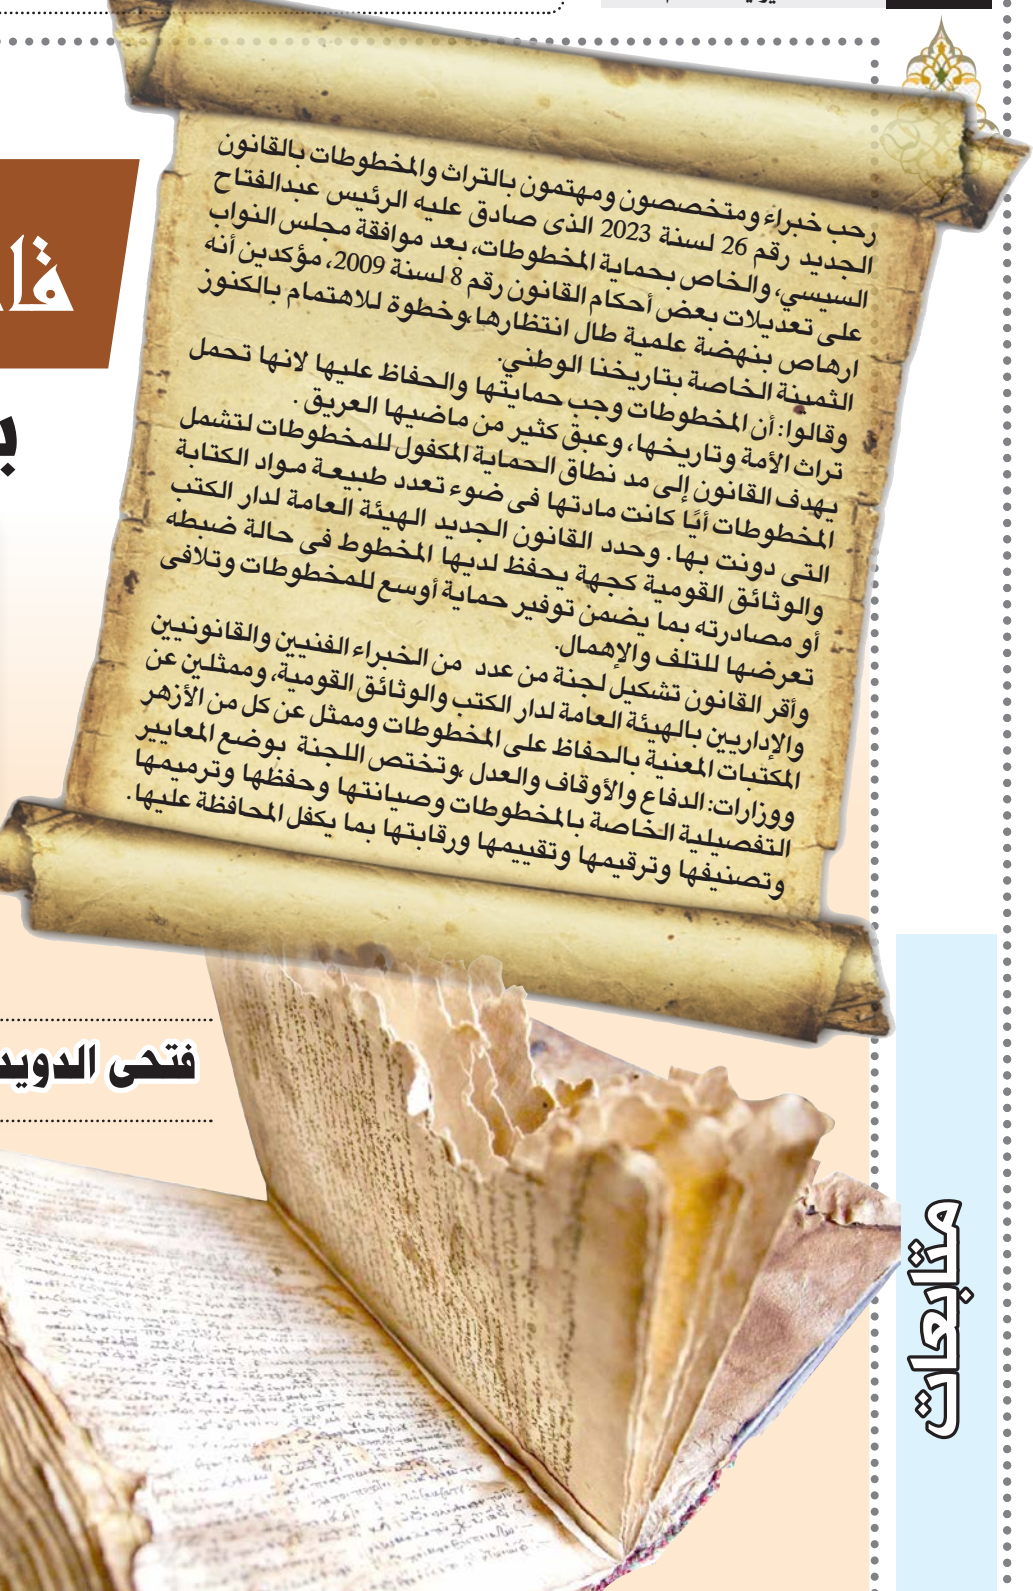 رحب خبراء ومتخصصون ومهتمون بالتراث والمخطوطات بالقانون
الجديد رقم 26 لسنة 2023 الذى صادق عليه الرئيس عبدالفتاح
السيسي، والخاص بحماية المخطوطات، بعد موافقة مجلس النواب
على تعديلات بعض أحكام القانون رقم 8 لسنة 2009، مؤكدين أنه
ارهاص بنهضة علمية طال انتظارها،وخطوة للاهتمام بالكنوز
الثمينة الخاصة بتاريخنا الوطني.
وقالوا: أن المخطوطات وجب حمايتها والحفاظ عليها لانها تحمل
تراث الأمة وتاريخها، وعبق كثير من ماضيها العريق .
يهدف القانون إلى مد نطاق الحماية المكفول للمخطوطات لتشمل
المخطوطات أيًا كانت مادتها فى ضوء تعدد طبيعة مواد الكتابة
التى دونت بها. وحدد القانون الجديد الهيئة العامة لدار الكتب
والوثائق القومية كجهة يحفظ لديها المخطوط فى حالة ضبطه
أو مصادرته بما يضمن توفير حماية أوسع للمخطوطات وتلافى
تعرضها للتلف والإهمال.
وأقر القانون تشكيل لجنة من عدد من الخبراء الفنيين والقانونيين
والإداريين بالهيئة العامة لدار الكتب والوثائق القومية، وممثلين عن
المكتبات المعنية بالحفاظ على المخطوطات وممثل عن كل من الأزهر
ووزارات: الدفاع والأوقاف والعدل ،وتختص اللجنة بوضع المعايير
التفصيلية الخاصة بالمخطوطات وصيانتها وحفظها وترميمها
وتصنيفها وترقيمها وتقييمها ورقابتها بما يكفل المحافظة عليها.
فتحى الدويد
متابعات